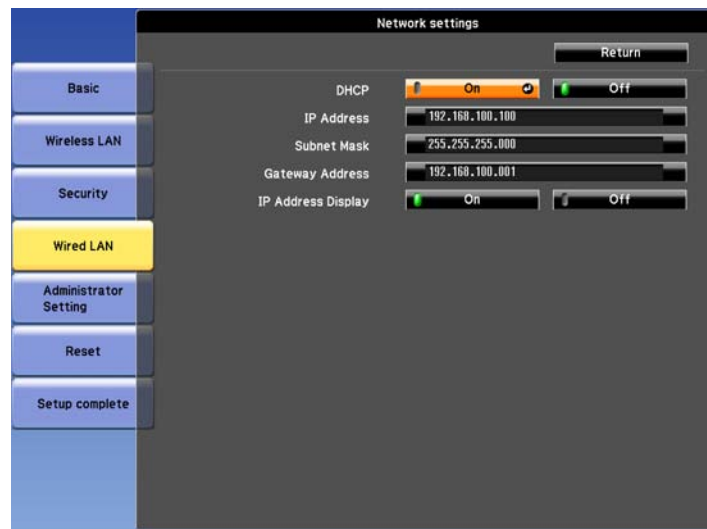 Network settings
Return
Basic
Wireless LAN
Security
Wired LAN
Administrator
Setting
Reset
Setup complete
DHCP On Off
IP Address 192.168.100.100
Subnet Mask 255.255.255.000
Gateway Address 192.168.100.001
IP Address Display On Off